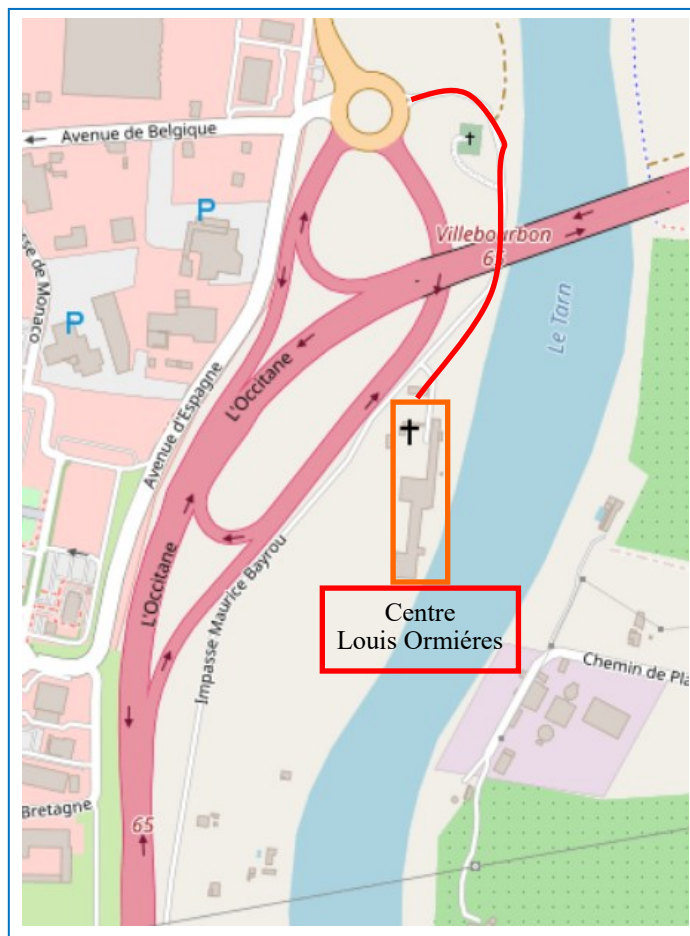 Avenue de Belgique
P
Villebourbon
65
sse de Monaco
P
Le Tarn
L'Occitane
Avenue d'Espagne
L'Occitane
Impasse Maurice Bayrou
Centre
Louis Ormiéres
Chemin de Pla
Bretagne
65